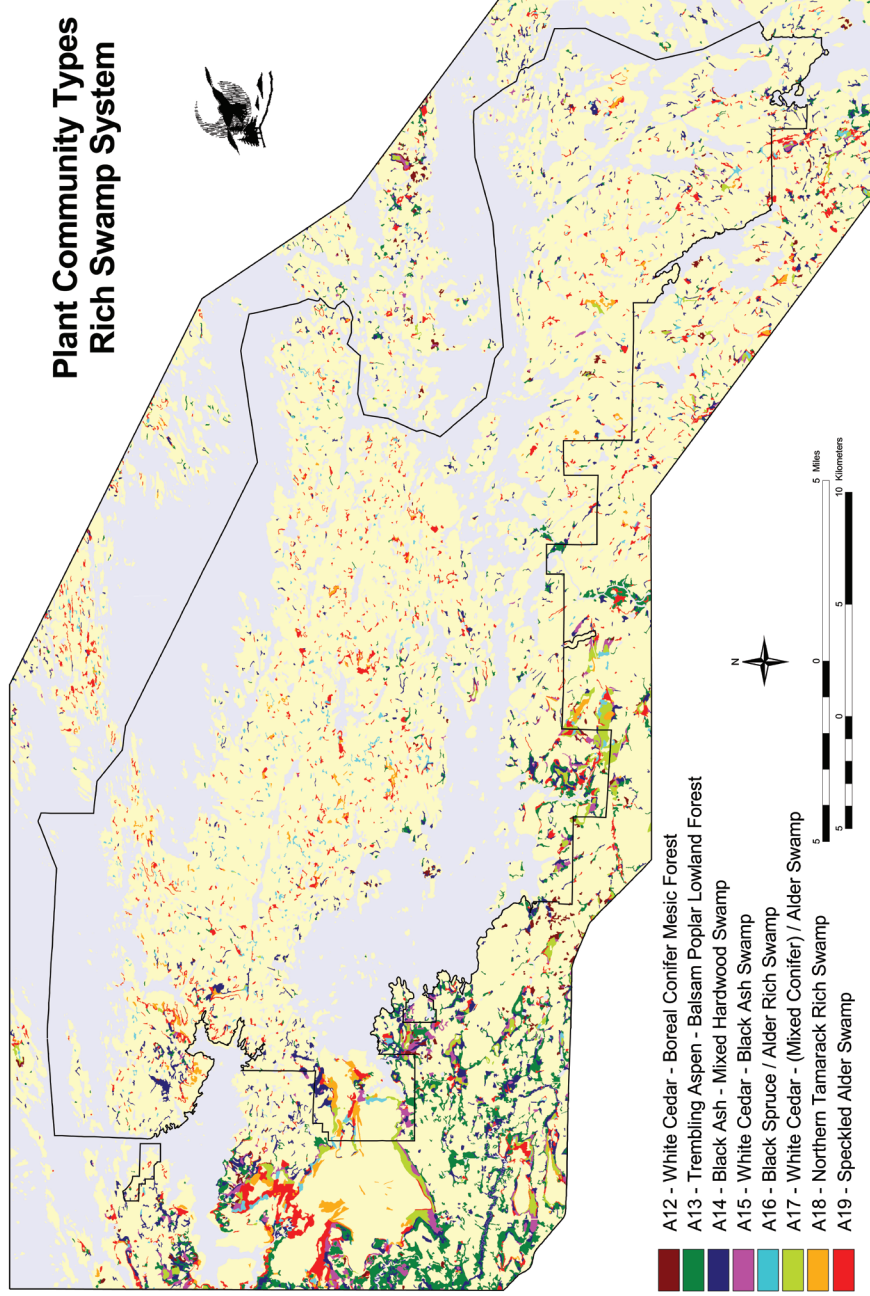 Plant Community Types
Rich Swamp System
A12 - White Cedar - Boreal Conifer Mesic Forest
A13 - Trembling Aspen - Balsam Poplar Lowland Forest
A14 - Black Ash - Mixed Hardwood Swamp
A15 - White Cedar - Black Ash Swamp
A16 - Black Spruce / Alder Rich Swamp
A17 - White Cedar - (Mixed Conifer) / Alder Swamp
A18 - Northern Tamarack Rich Swamp
A19 - Speckled Alder Swamp
N
5 0 5 Miles
5 0 5 10 Kilometers